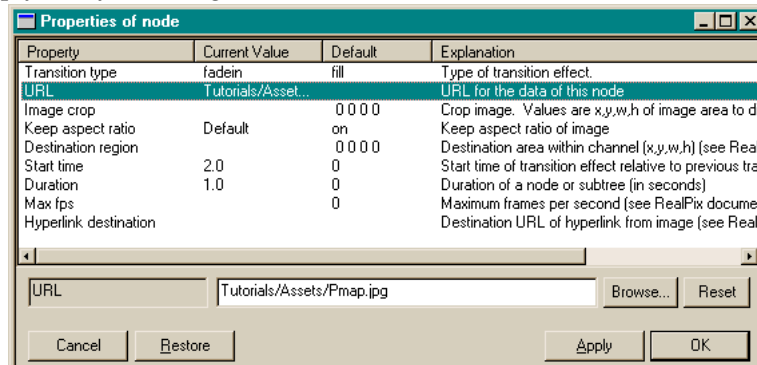 Properties of node
Property Current Value Default Explanation
Transition type fadein fill Type of transition effect.
URL Tutorials/Asset... URL for the data of this node
Image crop 0 0 0 0 Crop image. Values are x,y,w,h of image area to d
Keep aspect ratio Default on Keep aspect ratio of image
Destination region 0 0 0 0 Destination area within channel (x,y,w,h) (see Real
Start time 2.0 0 Start time of transition effect relative to previous tra
Duration 1.0 0 Duration of a node or subtree (in seconds)
Max fps 0 Maximum frames per second (see RealPix docume
Hyperlink destination Destination URL of hyperlink from image (see Real
URL Tutorials/Assets/Pmap.jpg Browse... Reset
Cancel Restore Apply OK